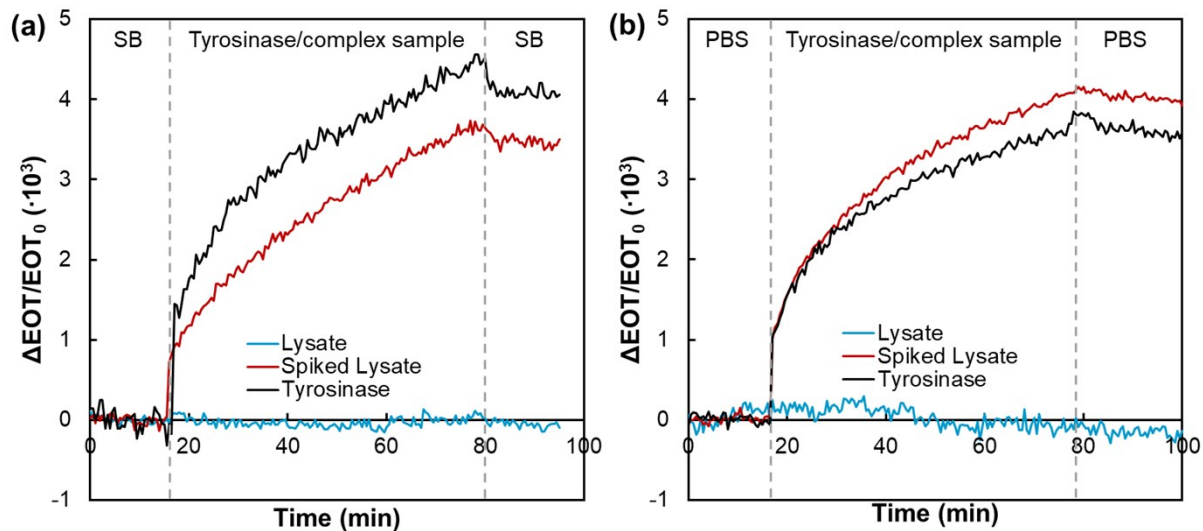 (a)
SB
Tyrosinase/complex sample
SB
ΔEOT/EOT₀ (·10³)
5
4
3
2
1
0
-1
Lysate
Spiked Lysate
Tyrosinase
0
20
40
60
80
100
Time (min)
(b)
PBS
Tyrosinase/complex sample
PBS
ΔEOT/EOT₀ (·10³)
5
4
3
2
1
0
-1
Lysate
Spiked Lysate
Tyrosinase
0
20
40
60
80
100
Time (min)